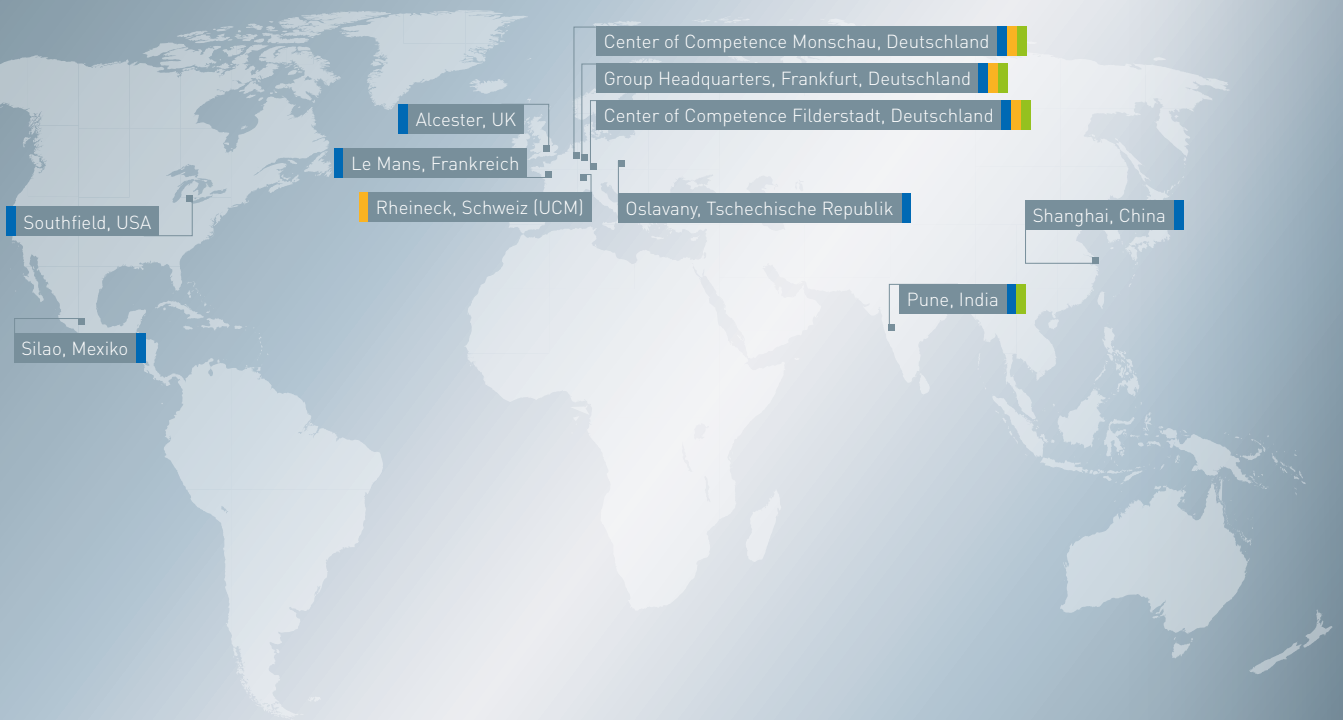 Center of Competence Monschau, Deutschland
Group Headquarters, Frankfurt, Deutschland
Center of Competence Filderstadt, Deutschland
Alcester, UK
Le Mans, Frankreich
Rheineck, Schweiz (UCM)
Oslavany, Tschechische Republik
Southfield, USA
Shanghai, China
Pune, India
Silao, Mexiko